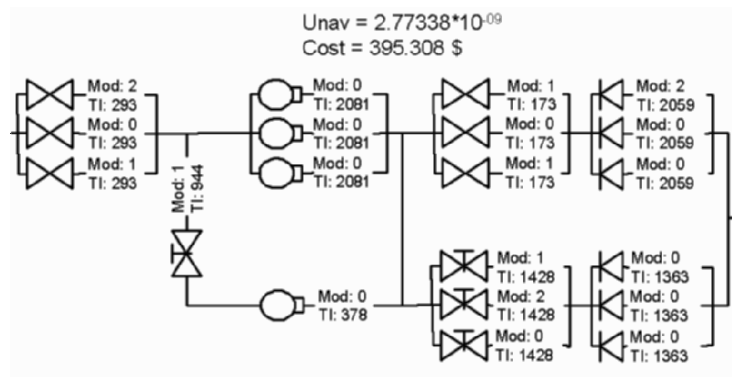 Unav = 2.77338*10-09
Cost = 395.308 $
Mod: 2
TI: 293
Mod: 0
TI: 293
Mod: 1
TI: 293
Mod: 0
TI: 2081
Mod: 0
TI: 2081
Mod: 0
TI: 2081
Mod: 1
TI: 173
Mod: 0
TI: 173
Mod: 1
TI: 173
Mod: 2
TI: 2059
Mod: 0
TI: 2059
Mod: 0
TI: 2059
Mod: 1
TI: 944
Mod: 0
TI: 378
Mod: 1
TI: 1428
Mod: 2
TI: 1428
Mod: 0
TI: 1428
Mod: 0
TI: 1363
Mod: 0
TI: 1363
Mod: 0
TI: 1363